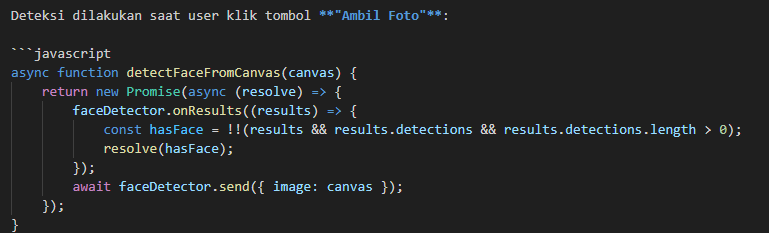 Deteksi dilakukan saat user klik tombol **"Ambil Foto"**:
```javascript
async function detectFaceFromCanvas(canvas) {
    return new Promise(async (resolve) => {
        faceDetector.onResults((results) => {
            const hasFace = !!(results && results.detections && results.detections.length > 0);
            resolve(hasFace);
        });
        await faceDetector.send({ image: canvas });
    });
}